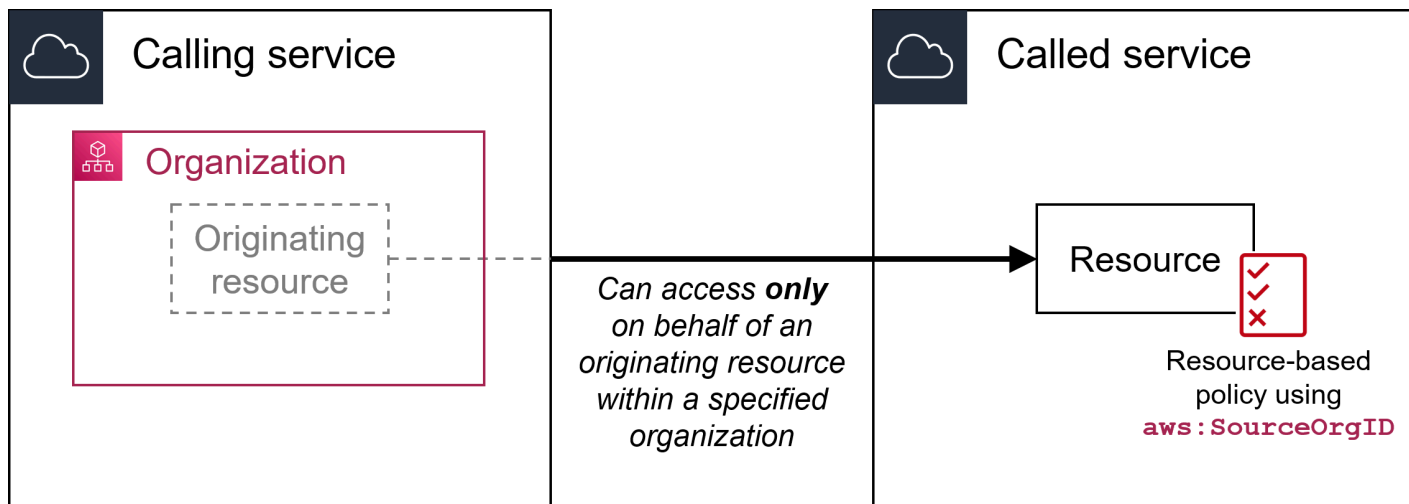 Calling service
Organization
Originating
resource
Can access only
on behalf of an
originating resource
within a specified
organization
Called service
Resource
Resource-based
policy using
aws:SourceOrgID